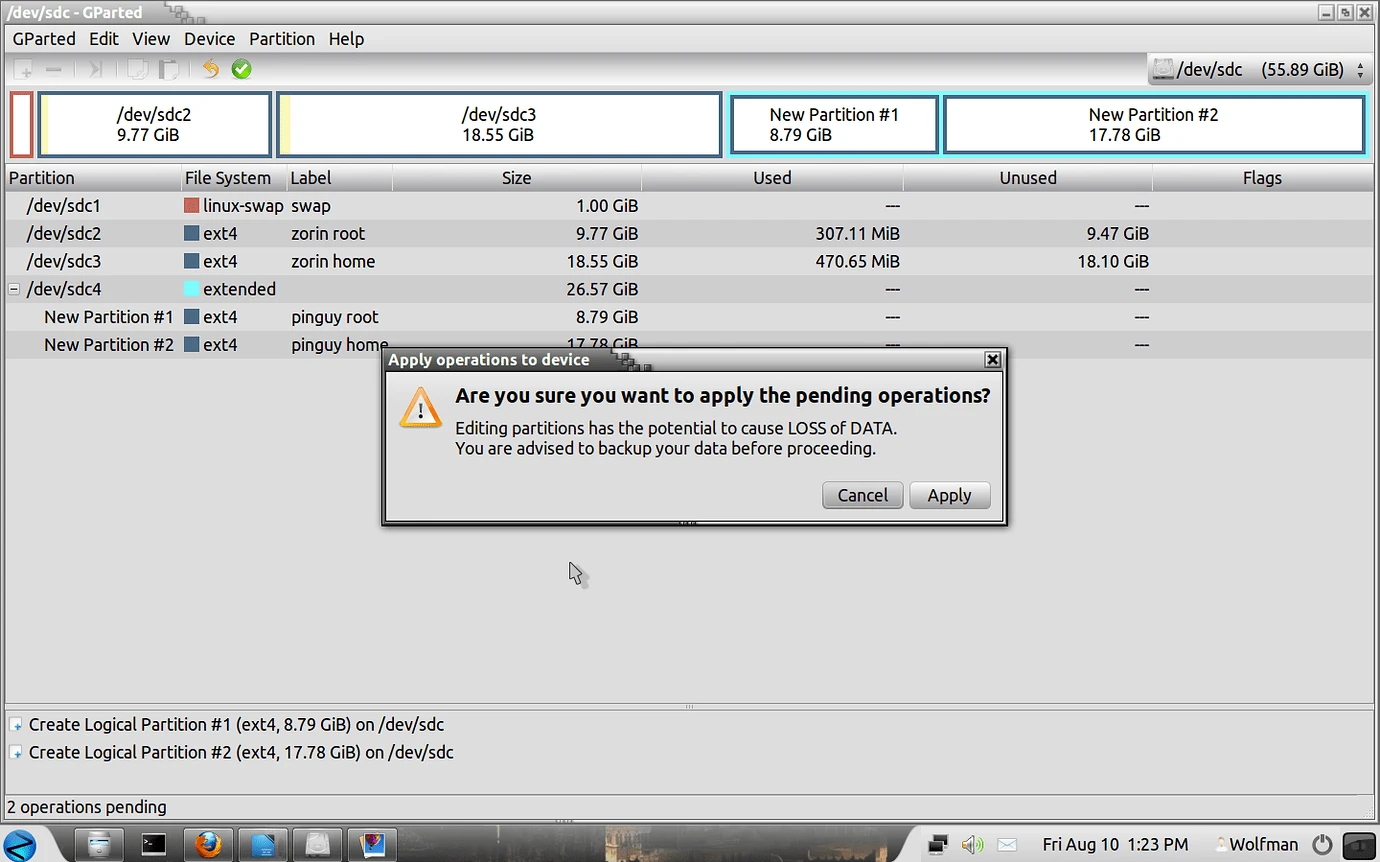 /dev/sdc - GParted
GParted Edit View Device Partition Help
/dev/sdc (55.89 GiB)
/dev/sdc2
9.77 GiB
/dev/sdc3
18.55 GiB
New Partition #1
8.79 GiB
New Partition #2
17.78 GiB
Partition File System Label Size Used Unused Flags
/dev/sdc1 linux-swap swap 1.00 GiB --- ---
/dev/sdc2 ext4 zorin root 9.77 GiB 307.11 MiB 9.47 GiB
/dev/sdc3 ext4 zorin home 18.55 GiB 470.65 MiB 18.10 GiB
/dev/sdc4 extended 26.57 GiB --- ---
New Partition #1 ext4 pinguy root 8.79 GiB --- ---
New Partition #2 ext4 pinguy home 17.78 GiB --- ---
Apply operations to device
Are you sure you want to apply the pending operations?
Editing partitions has the potential to cause LOSS of DATA.
You are advised to backup your data before proceeding.
Cancel Apply
Create Logical Partition #1 (ext4, 8.79 GiB) on /dev/sdc
Create Logical Partition #2 (ext4, 17.78 GiB) on /dev/sdc
2 operations pending
Fri Aug 10 1:23 PM Wolfman